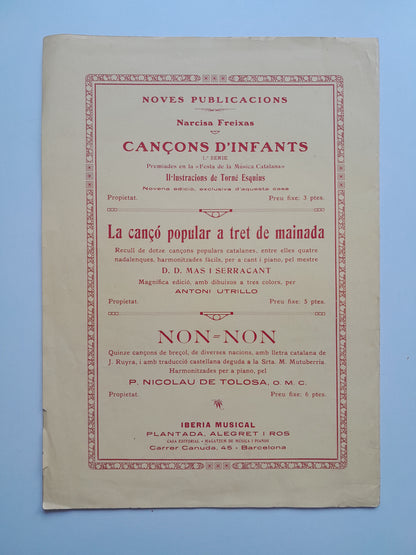 NOVES PUBLICACIONS
Narcisa Freixas
CANÇONS D'INFANTS
1.ª SERIE
Premiades en la «Festa de la Música Catalana»
Il·lustracions de Torné Esquius
Novena edició, exclusiva d'aquesta casa
Propietat. Preu fixe: 3 ptes.
La cançó popular a tret de mainada
Recull de dotze cançons populars catalanes, entre elles quatre
nadalenques, harmonitzades fàcils, per a cant i piano, pel mestre
D. D. MAS I SERRACANT
Magnífica edició, amb dibuixos a tres colors, per
ANTONI UTRILLO
Propietat. Preu fixe: 5 ptes.
NON=NON
Quinze cançons de breçol, de diverses nacions, amb lletra catalana de
J. Ruyra, i amb traducció castellana deguda a la Srta. M. Mutuberría.
Harmonitzades per a piano, pel
P. NICOLAU DE TOLOSA, O. M. C.
Propietat. Preu fixe: 6 ptes.
IBERIA MUSICAL
PLANTADA, ALEGRET I ROS
CASA EDITORIAL - MAGATZEM DE MÚSICA I PIANOS
Carrer Canuda, 45 - Barcelona